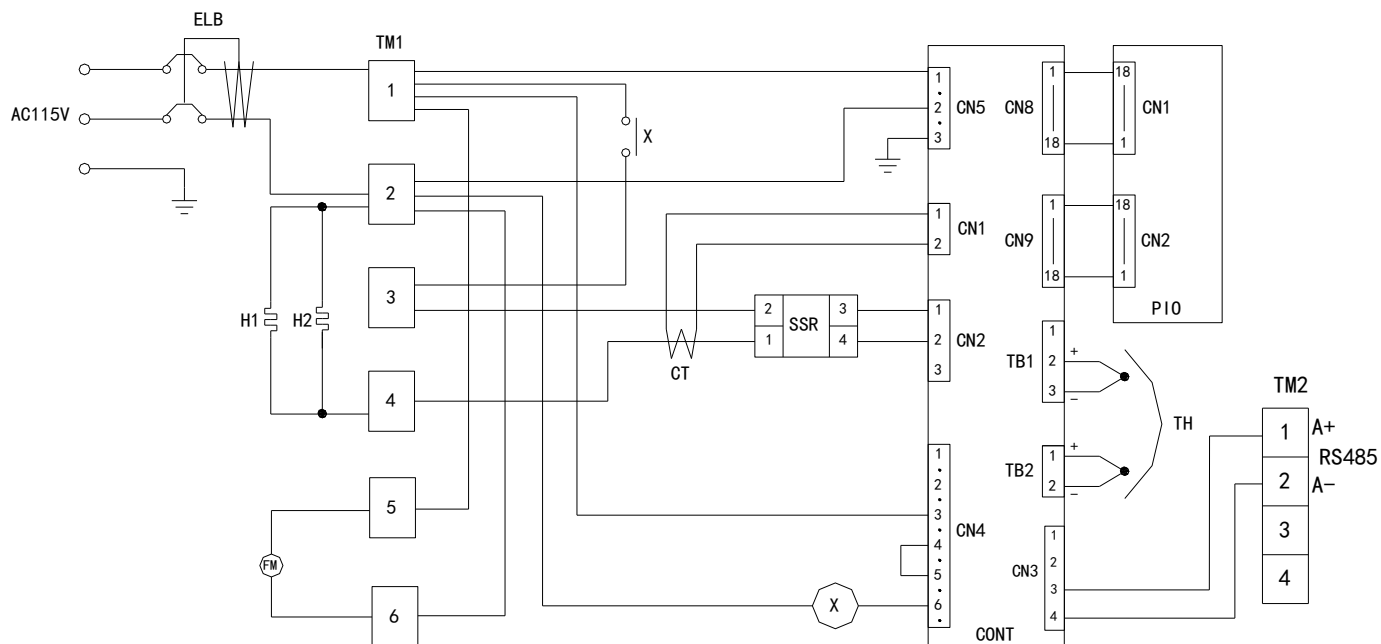 ELB
AC115V
TM1
1
2
3
4
5
6
H1
H2
FM
X
CT
2
1
SSR
3
4
X
1
2
3
CN5
1
2
CN1
1
2
3
CN2
1
2
3
4
5
6
CN4
CONT
CN8
1
18
CN9
1
18
TB1
1
2
3
+
-
TB2
1
2
+
-
CN3
1
2
3
4
18
1
CN1
18
1
CN2
PIO
TH
TM2
1
2
3
4
A+
RS485
A-